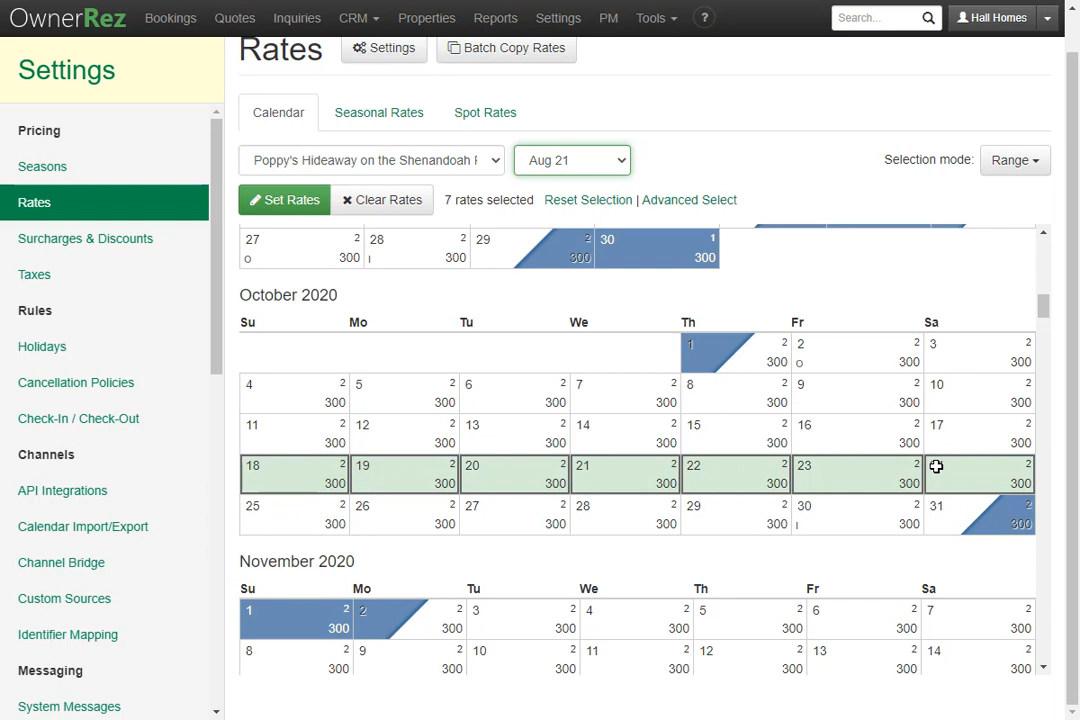 OwnerRez Bookings Quotes Inquiries CRM Properties Reports Settings PM Tools ? Search... Hall Homes
Settings
Pricing
Seasons
Rates
Surcharges & Discounts
Taxes
Rules
Holidays
Cancellation Policies
Check-In / Check-Out
Channels
API Integrations
Calendar Import/Export
Channel Bridge
Custom Sources
Identifier Mapping
Messaging
System Messages
Rates Settings Batch Copy Rates
Calendar Seasonal Rates Spot Rates
Poppy's Hideaway on the Shenandoah Aug 21 Selection mode: Range
Set Rates Clear Rates 7 rates selected Reset Selection | Advanced Select
27 2 28 2 29 2 30 1
O 300 I 300 300 300
October 2020
Su Mo Tu We Th Fr Sa
1 2 2 2 3 2
300 O 300 300
4 2 5 2 6 2 7 2 8 2 9 2 10 2
300 300 300 300 300 300 300
11 2 12 2 13 2 14 2 15 2 16 2 17 2
300 300 300 300 300 300 300
18 2 19 2 20 2 21 2 22 2 23 2 2
300 300 300 300 300 300 300
25 2 26 2 27 2 28 2 29 2 30 2 31 2
300 300 300 300 300 I 300 300
November 2020
Su Mo Tu We Th Fr Sa
1 2 2 2 3 2 4 2 5 2 6 2 7 2
300 300 300 300 300 300 300
8 2 9 2 10 2 11 2 12 2 13 2 14 2
300 300 300 300 300 300 300